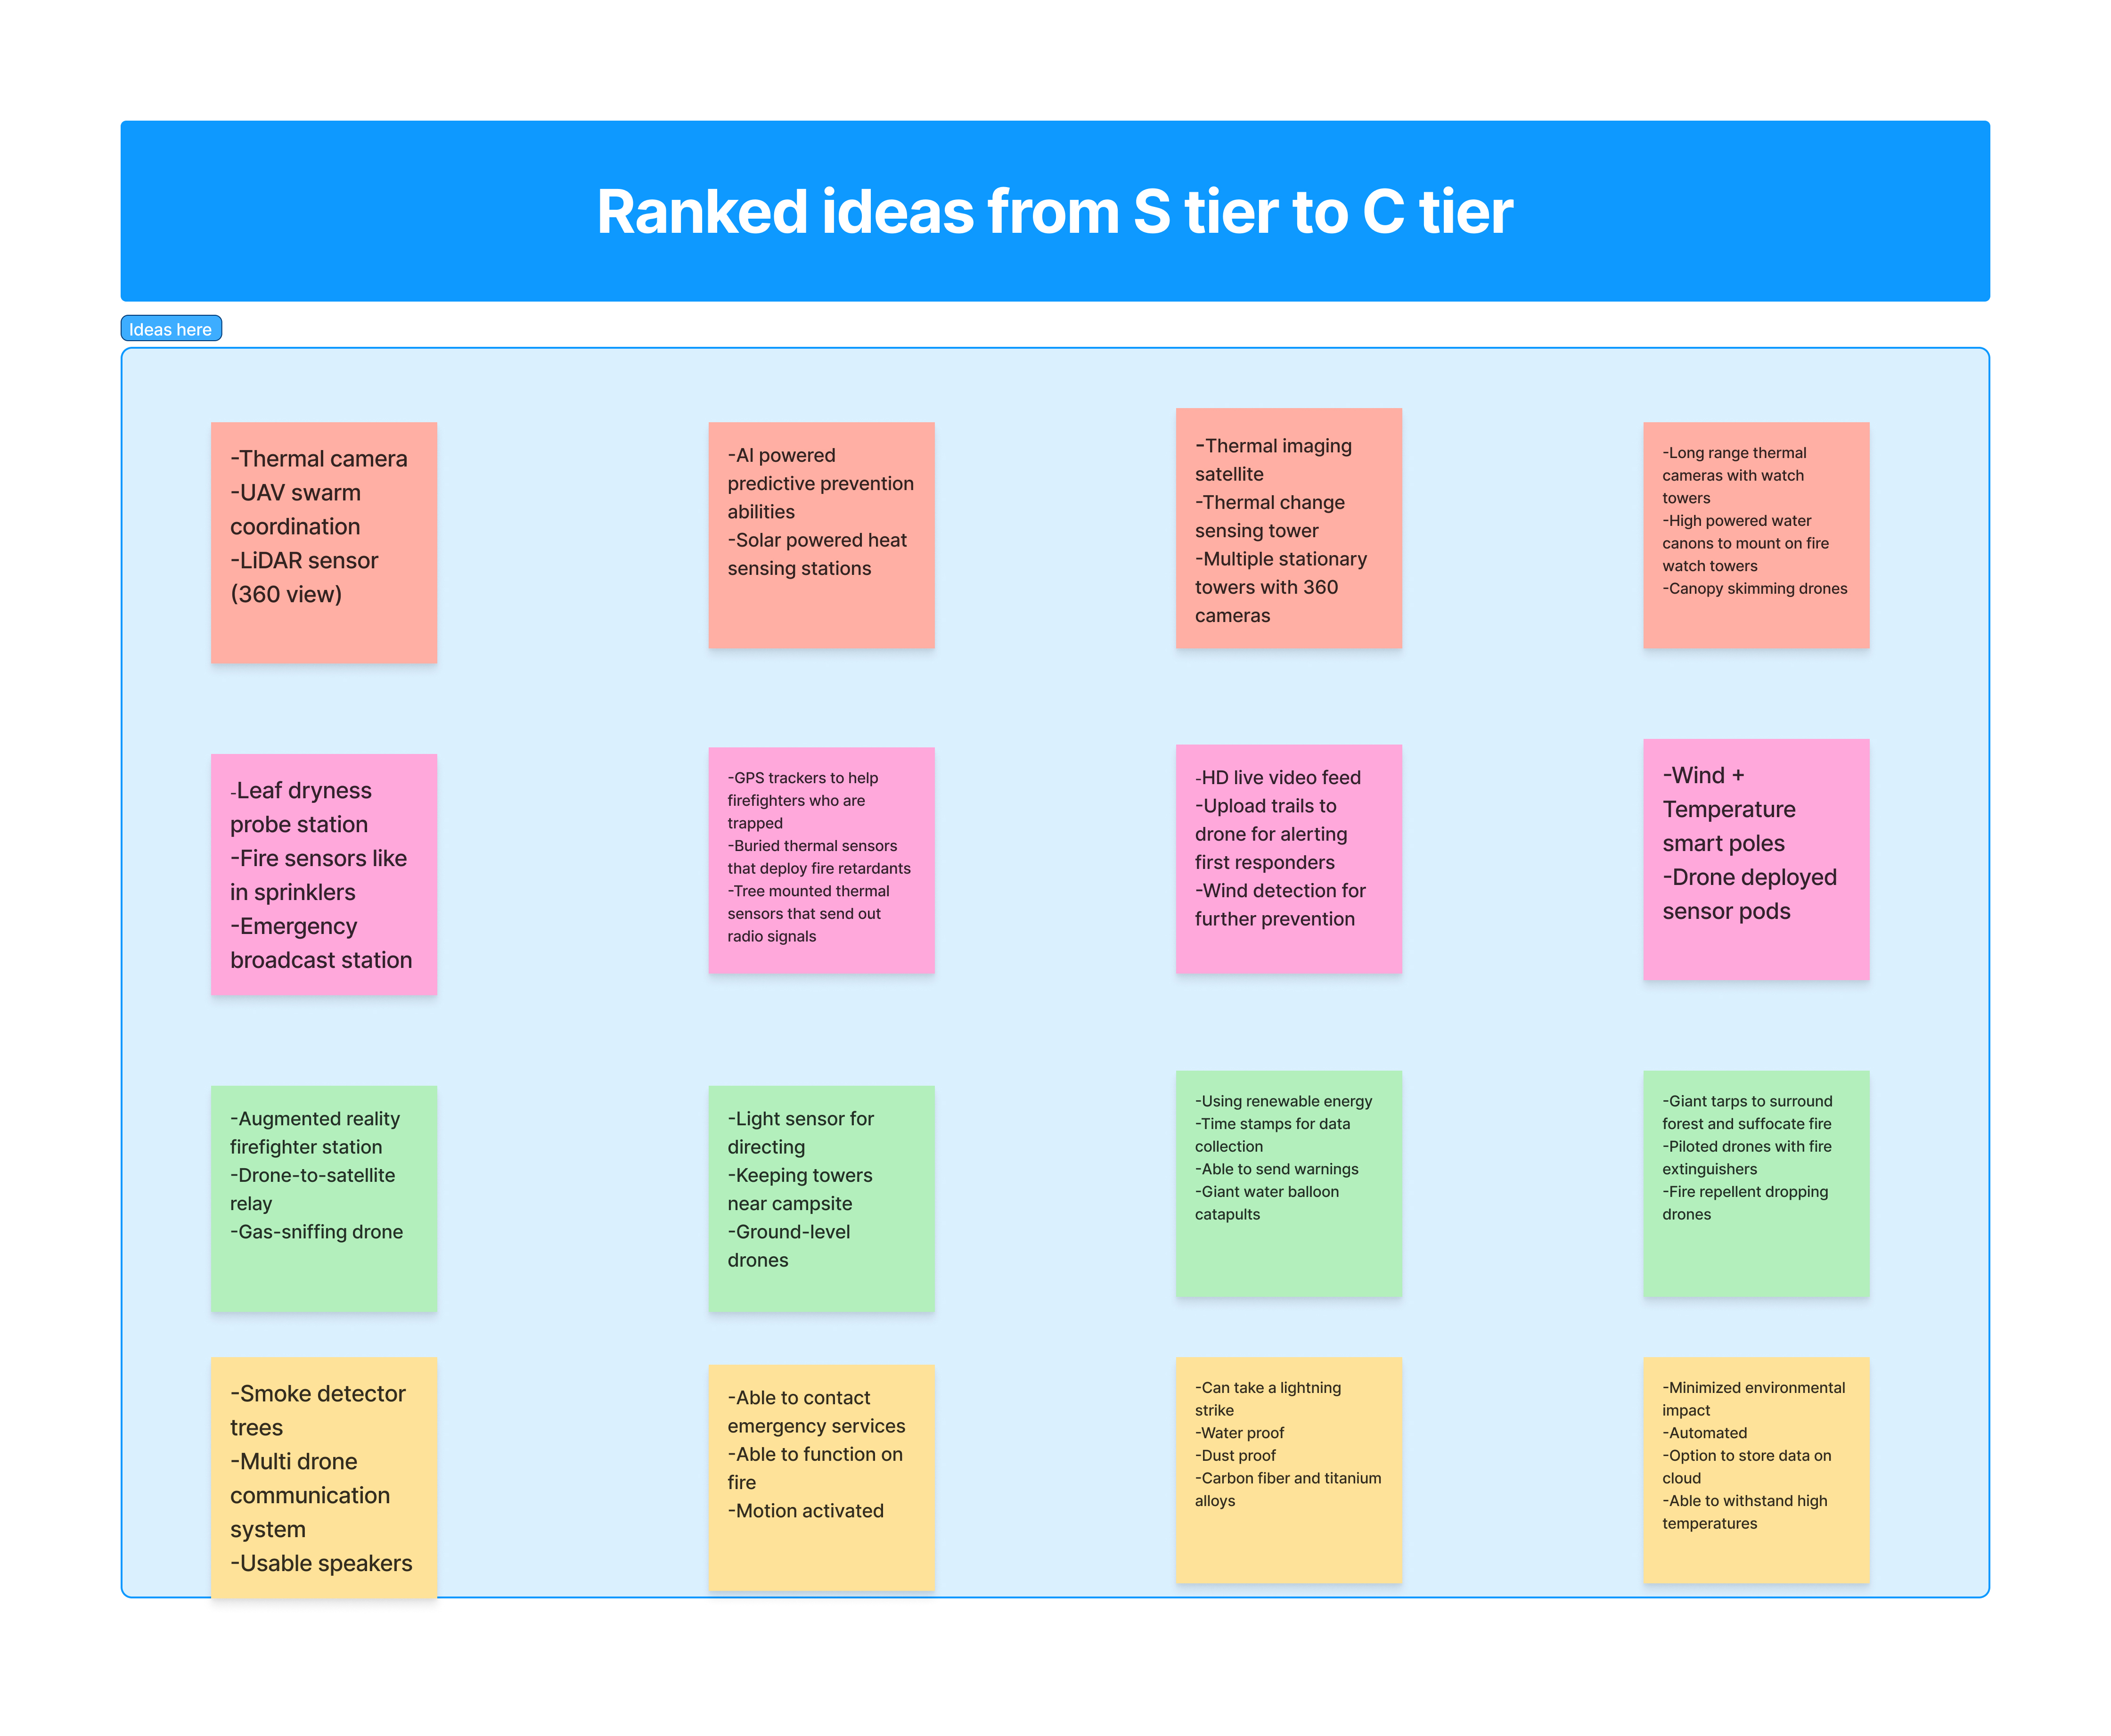 Ranked ideas from S tier to C tier
Ideas here
-Thermal camera
-UAV swarm
coordination
-LiDAR sensor
(360 view)
-AI powered
predictive prevention
abilities
-Solar powered heat
sensing stations
-Thermal imaging
satellite
-Thermal change
sensing tower
-Multiple stationary
towers with 360
cameras
-Long range thermal
cameras with watch
towers
-High powered water
canons to mount on fire
watch towers
-Canopy skimming drones
-Leaf dryness
probe station
-Fire sensors like
in sprinklers
-Emergency
broadcast station
-GPS trackers to help
firefighters who are
trapped
-Buried thermal sensors
that deploy fire retardants
-Tree mounted thermal
sensors that send out
radio signals
-HD live video feed
-Upload trails to
drone for alerting
first responders
-Wind detection for
further prevention
-Wind +
Temperature
smart poles
-Drone deployed
sensor pods
-Augmented reality
firefighter station
-Drone-to-satellite
relay
-Gas-sniffing drone
-Light sensor for
directing
-Keeping towers
near campsite
-Ground-level
drones
-Using renewable energy
-Time stamps for data
collection
-Able to send warnings
-Giant water balloon
catapults
-Giant tarps to surround
forest and suffocate fire
-Piloted drones with fire
extinguishers
-Fire repellent dropping
drones
-Smoke detector
trees
-Multi drone
communication
system
-Usable speakers
-Able to contact
emergency services
-Able to function on
fire
-Motion activated
-Can take a lightning
strike
-Water proof
-Dust proof
-Carbon fiber and titanium
alloys
-Minimized environmental
impact
-Automated
-Option to store data on
cloud
-Able to withstand high
temperatures